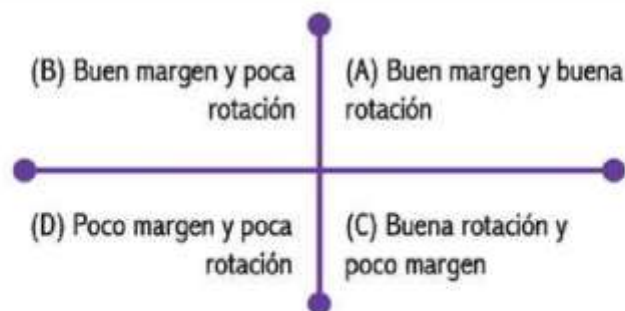 (B) Buen margen y poca
rotación
(A) Buen margen y buena
rotación
(D) Poco margen y poca
rotación
(C) Buena rotación y
poco margen